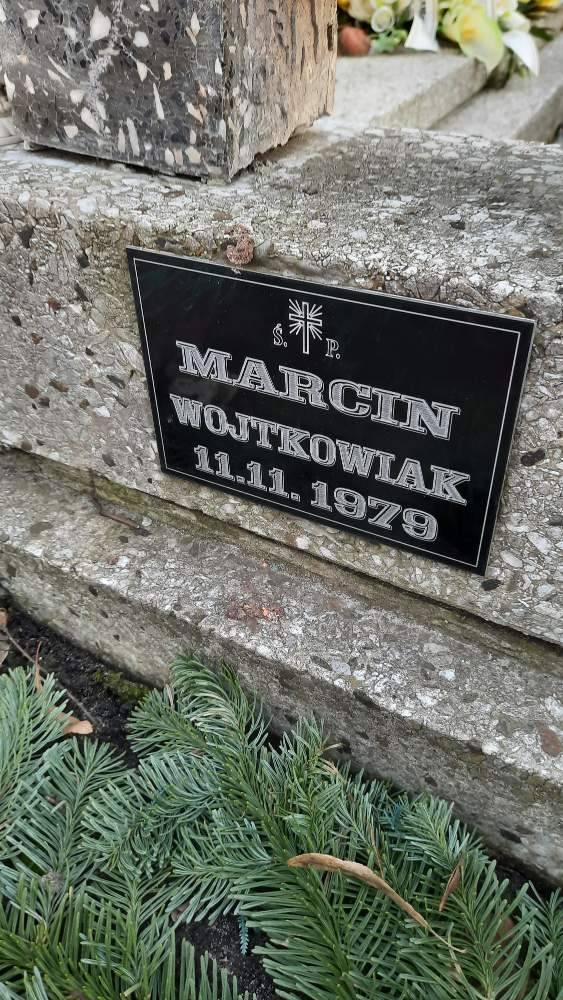 Ś. P.
MARCIN
WOJTKOWIAK
11.11.1979